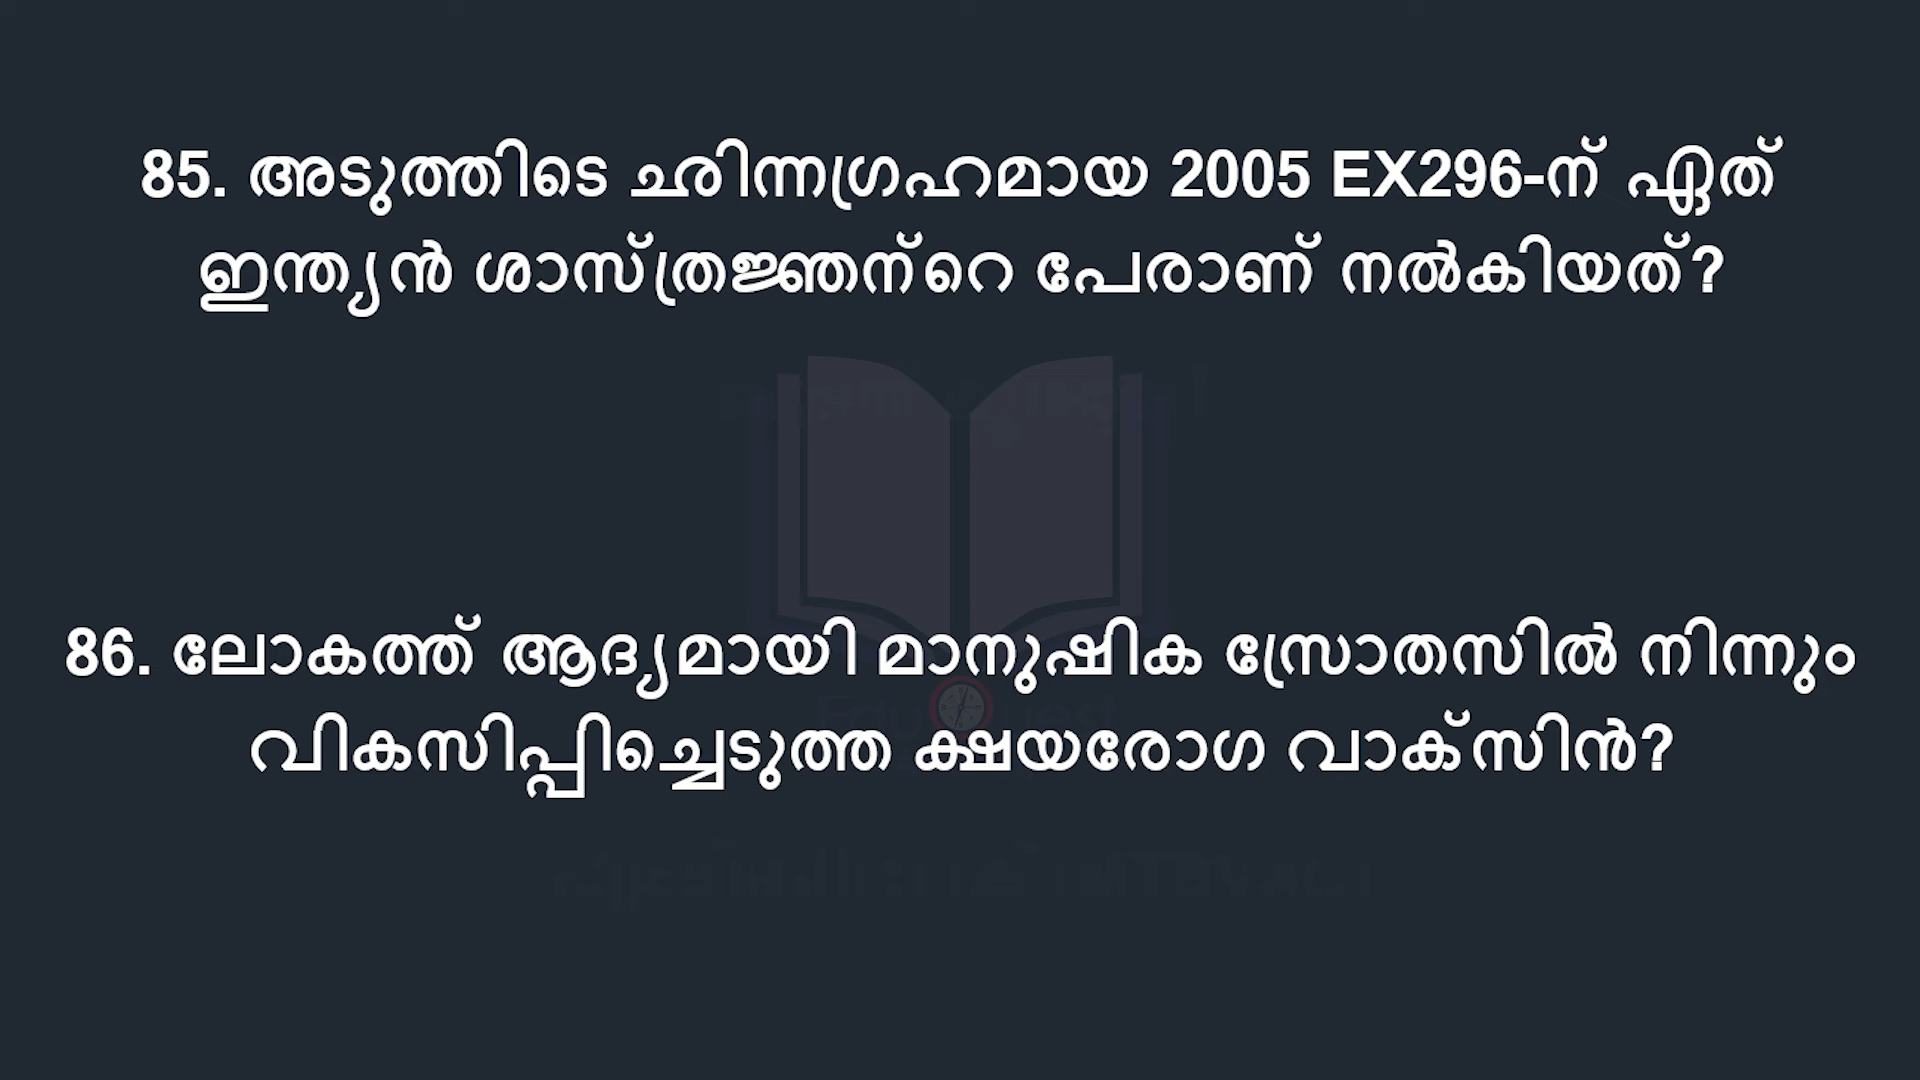 85. അടുത്തിടെ ഛിന്നഗ്രഹമായ 2005 EX296-ന് ഏത്
ഇന്ത്യൻ ശാസ്ത്രജ്ഞന്റെ പേരാണ് നൽകിയത്?
86. ലോകത്ത് ആദ്യമായി മാനുഷിക സ്രോതസിൽ നിന്നും
വികസിപ്പിച്ചെടുത്ത ക്ഷയരോഗ വാക്സിൻ?